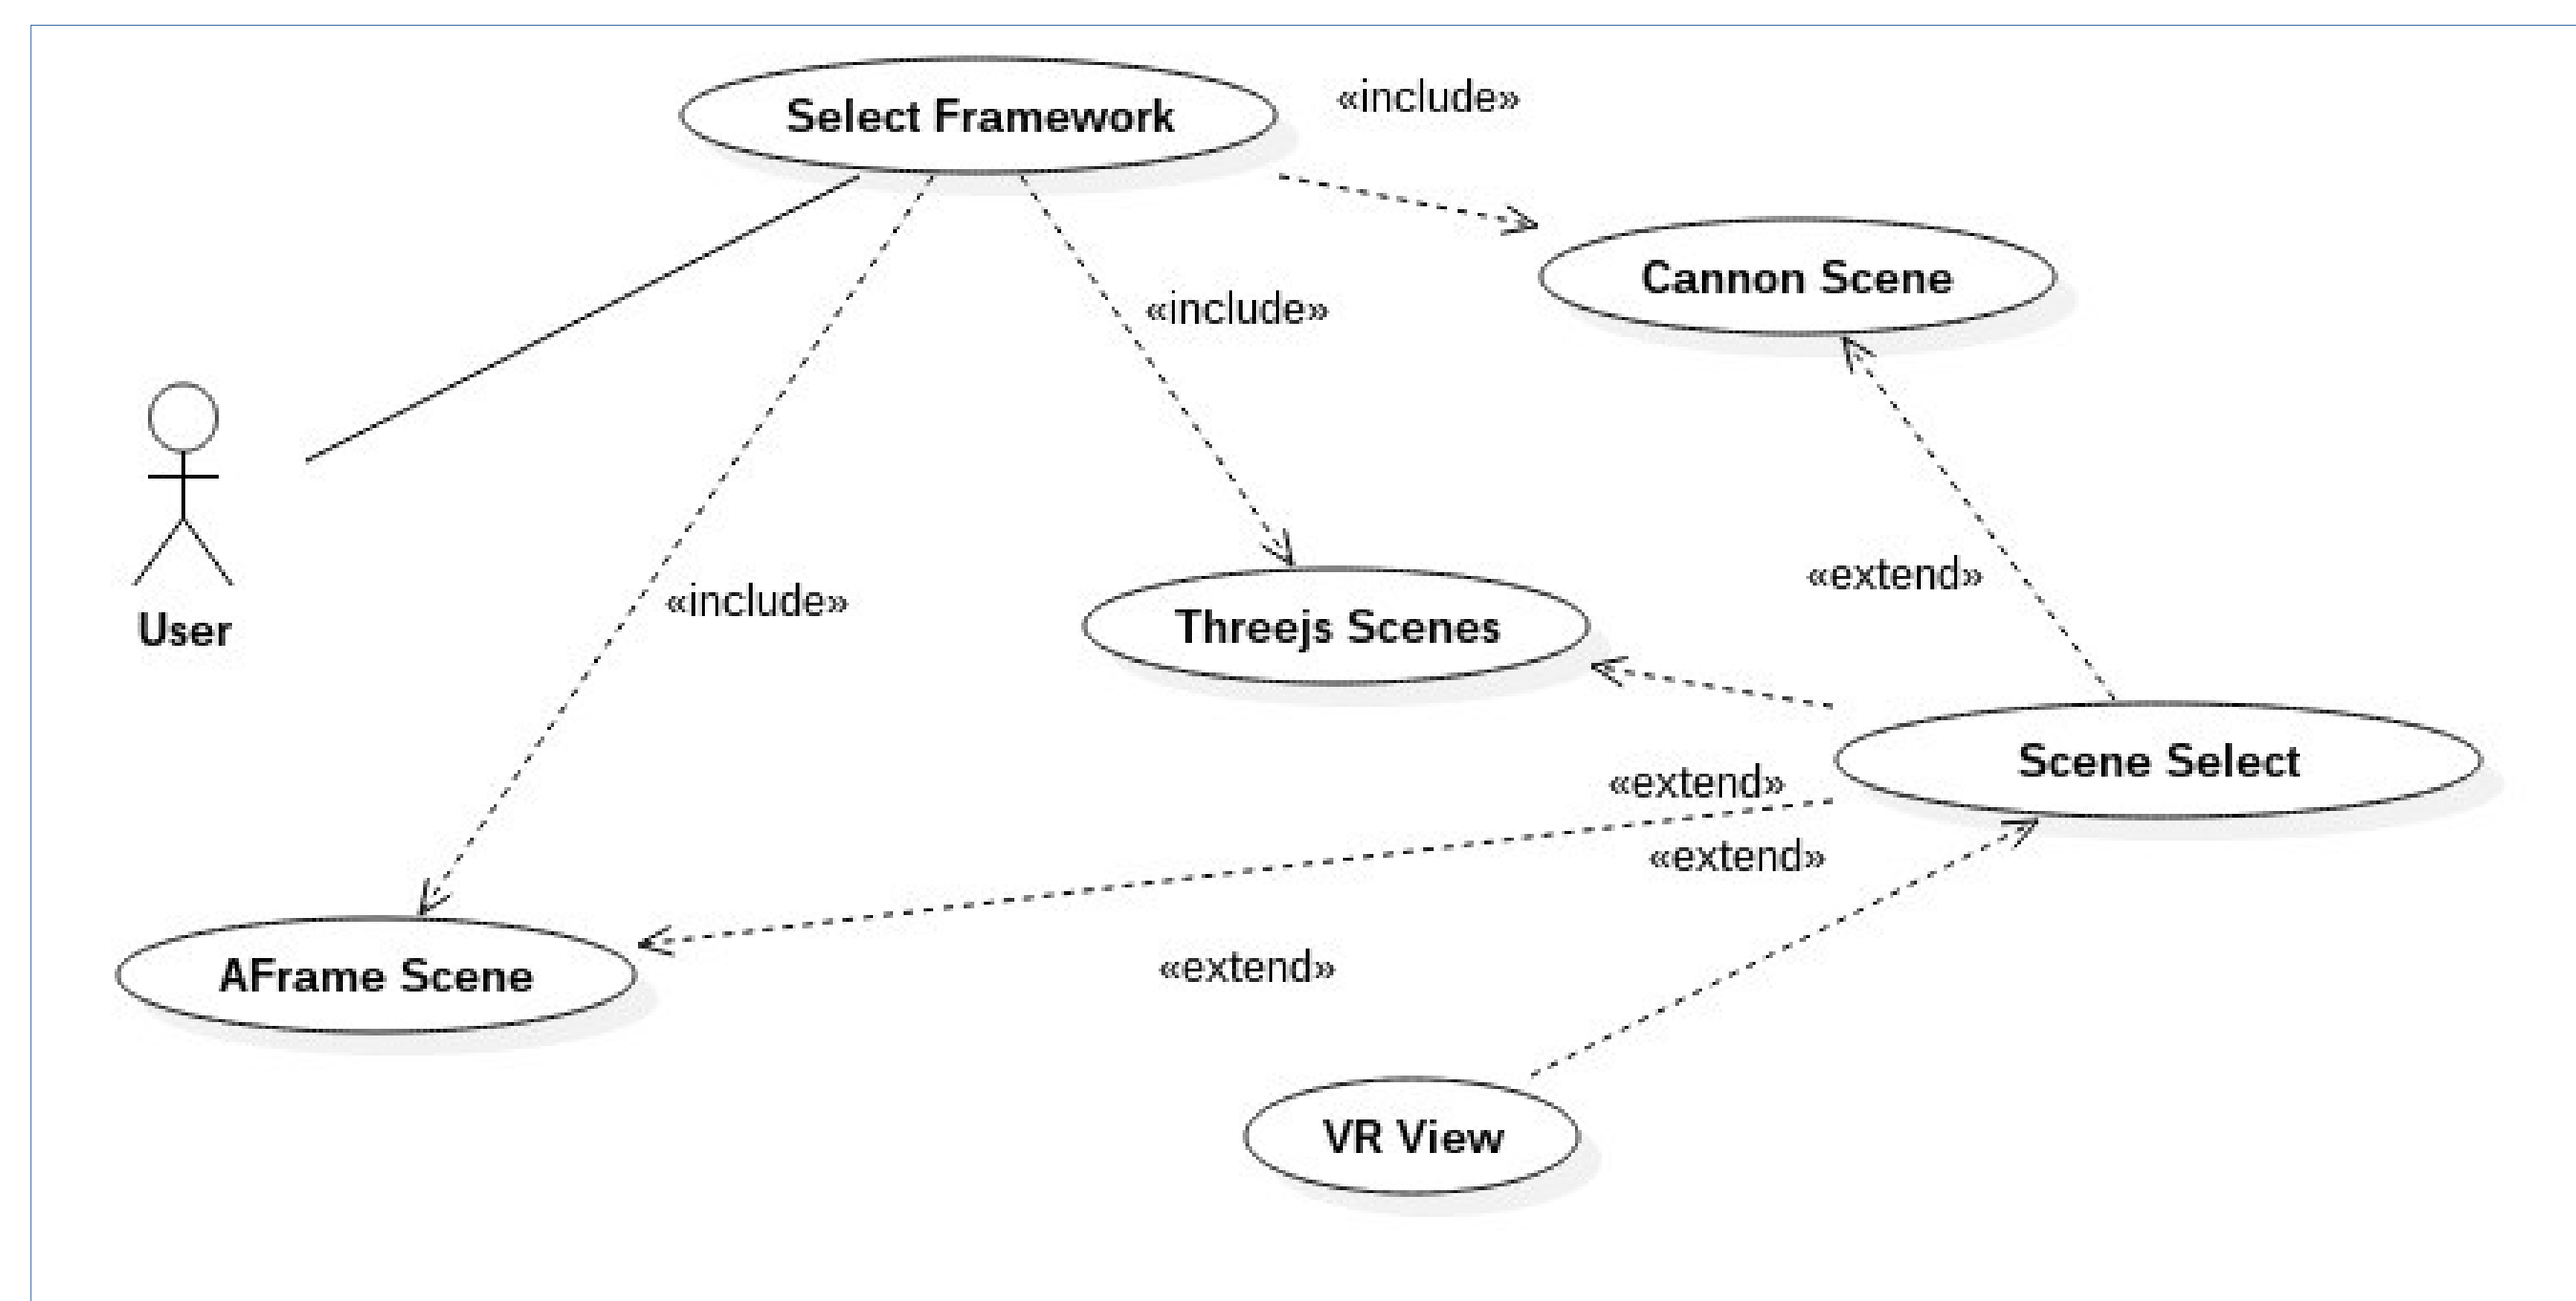 «include»
Select Framework
Cannon Scene
«include»
«extend»
«include»
Threejs Scenes
User
Scene Select
«extend»
«extend»
«extend»
AFrame Scene
VR View